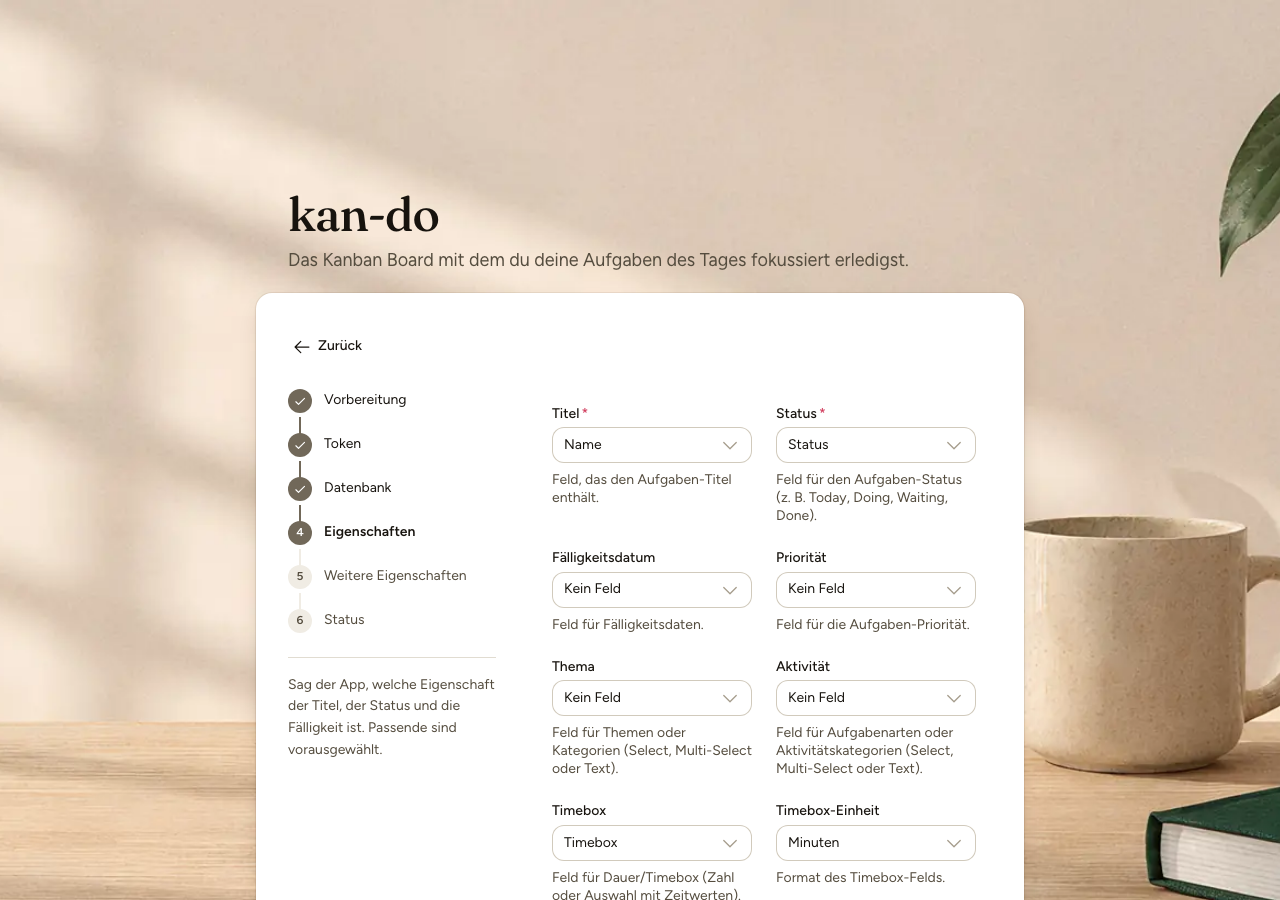 kan-do
Das Kanban Board mit dem du deine Aufgaben des Tages fokussiert erledigst.
Zurück
Vorbereitung
Token
Datenbank
4 Eigenschaften
5 Weitere Eigenschaften
6 Status
Sag der App, welche Eigenschaft
der Titel, der Status und die
Fälligkeit ist. Passende sind
vorausgewählt.
Titel *
Name
Feld, das den Aufgaben-Titel
enthält.
Status *
Status
Feld für den Aufgaben-Status
(z. B. Today, Doing, Waiting,
Done).
Fälligkeitsdatum
Kein Feld
Feld für Fälligkeitsdaten.
Priorität
Kein Feld
Feld für die Aufgaben-Priorität.
Thema
Kein Feld
Feld für Themen oder
Kategorien (Select, Multi-Select
oder Text).
Aktivität
Kein Feld
Feld für Aufgabenarten oder
Aktivitätskategorien (Select,
Multi-Select oder Text).
Timebox
Timebox
Feld für Dauer/Timebox (Zahl
oder Auswahl mit Zeitwerten).
Timebox-Einheit
Minuten
Format des Timebox-Felds.